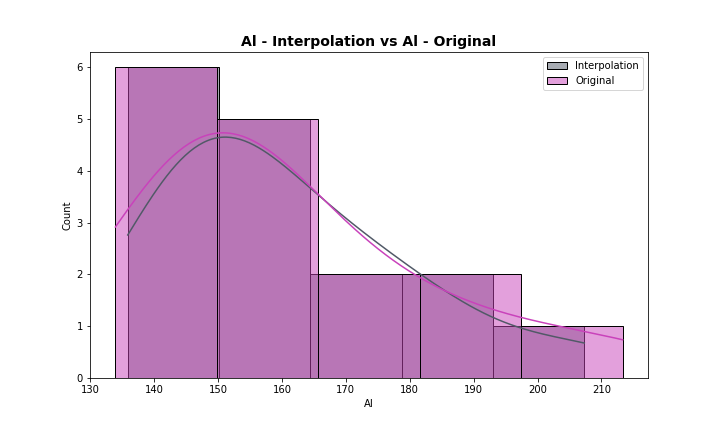 Al - Interpolation vs Al - Original
Interpolation
Original
6
5
4
3
2
1
0
Count
130 140 150 160 170 180 190 200 210
Al